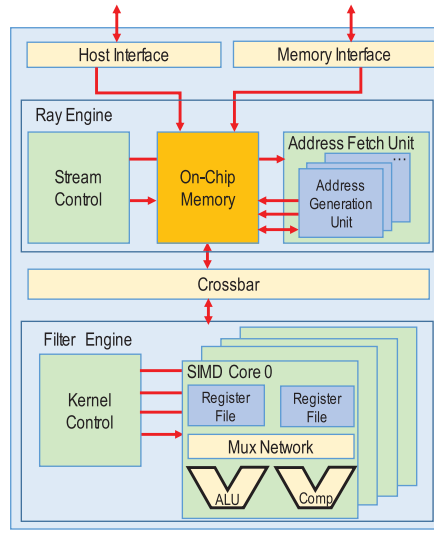 Host Interface
Memory Interface
Ray Engine
Stream
Control
On-Chip
Memory
Address Fetch Unit
...
Address
Generation
Unit
Crossbar
Filter Engine
Kernel
Control
SIMD Core 0
Register
File
Register
File
Mux Network
ALU
Comp